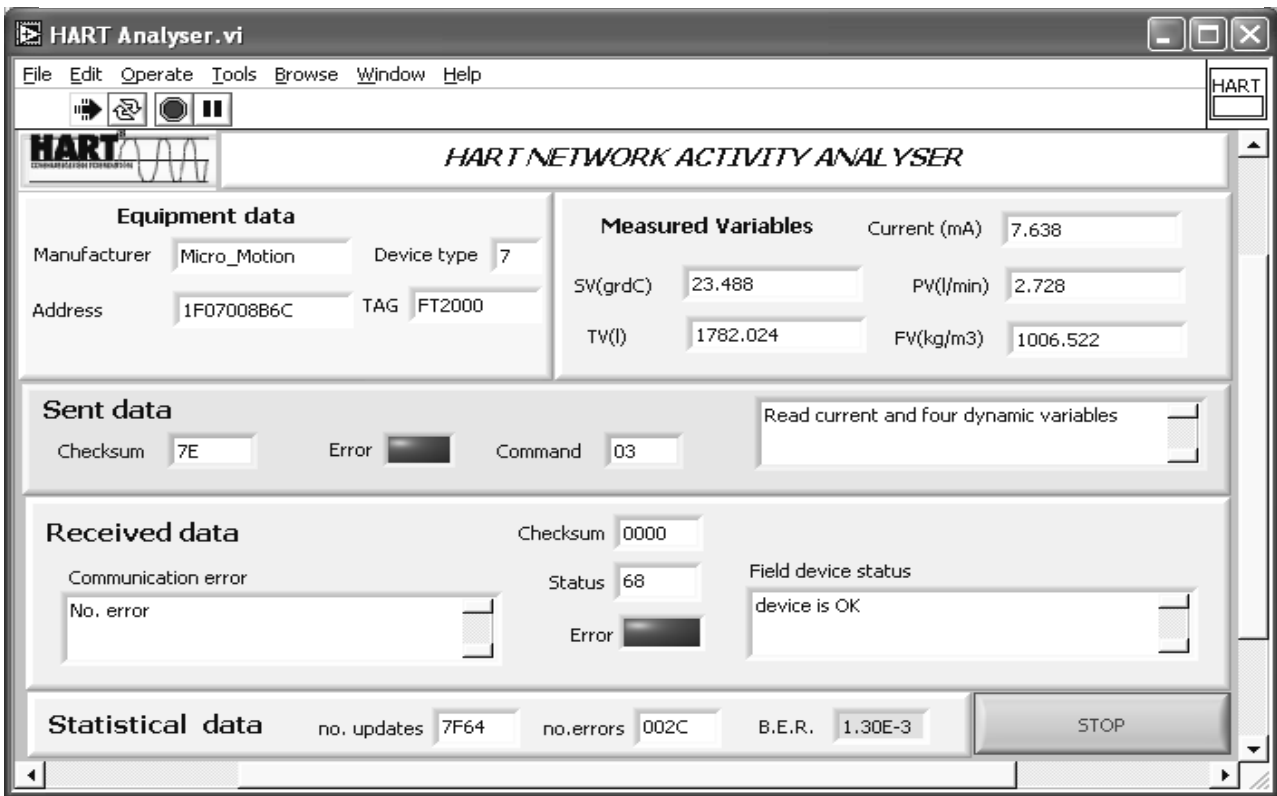 HART Analyser.vi
File Edit Operate Tools Browse Window Help
HART
HART
HART NETWORK ACTIVITY ANALYSER
Equipment data
Manufacturer Micro_Motion Device type 7
Address 1F07008B6C TAG FT2000
Measured Variables Current (mA) 7.638
SV(grdC) 23.488 PV(l/min) 2.728
TV(l) 1782.024 FV(kg/m3) 1006.522
Sent data
Checksum 7E Error Command 03
Read current and four dynamic variables
Received data
Checksum 0000
Communication error
No. error
Status 68
Error
Field device status
device is OK
Statistical data no. updates 7F64 no.errors 002C B.E.R. 1.30E-3 STOP